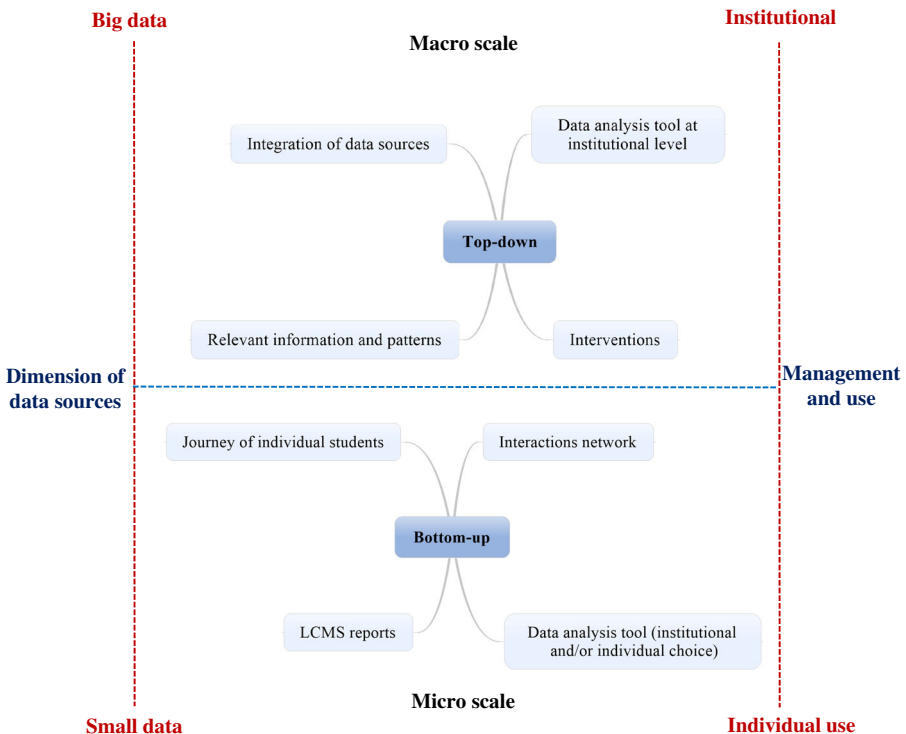 Big data
Institutional
Macro scale
Integration of data sources
Data analysis tool at
institutional level
Top-down
Relevant information and patterns
Interventions
Dimension of
data sources
Management
and use
Journey of individual students
Interactions network
Bottom-up
LCMS reports
Data analysis tool (institutional
and/or individual choice)
Micro scale
Small data
Individual use